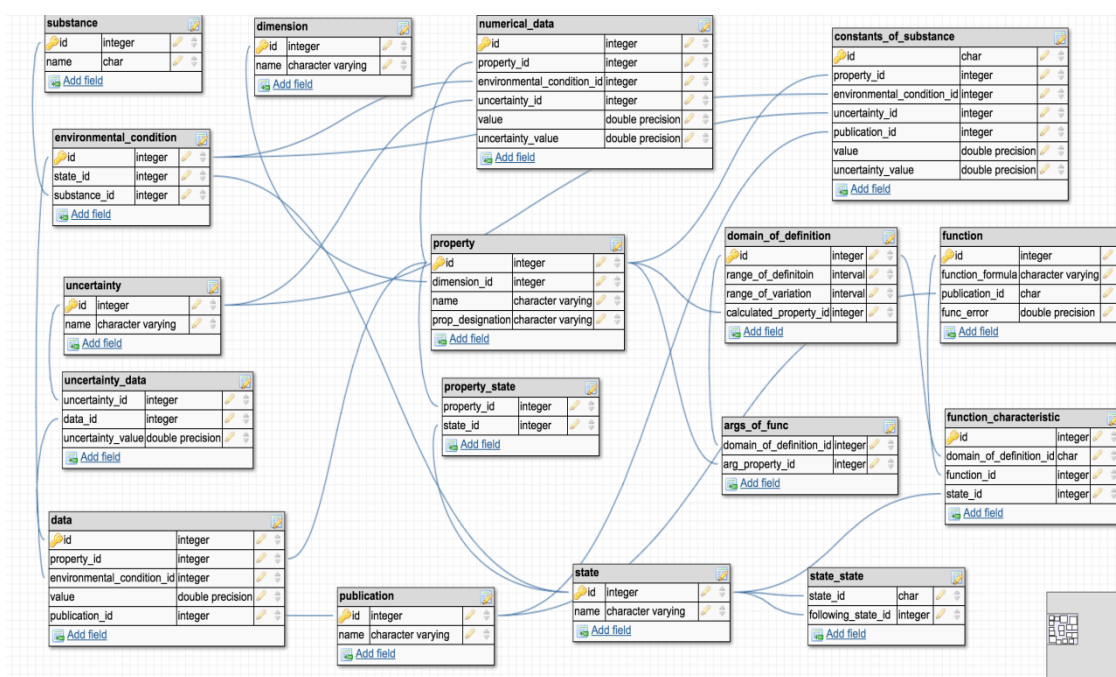 substance
id integer
name char
Add field
dimension
id integer
name character varying
Add field
numerical_data
id integer
property_id integer
environmental_condition_id integer
uncertainty_id integer
value double precision
uncertainty_value double precision
Add field
constants_of_substance
id char
property_id integer
environmental_condition_id integer
uncertainty_id integer
publication_id integer
value double precision
uncertainty_value double precision
Add field
environmental_condition
id integer
state_id integer
substance_id integer
Add field
property
id integer
dimension_id integer
name character varying
prop_designation character varying
Add field
domain_of_definition
id integer
range_of_definitoin interval
range_of_variation interval
calculated_property_id integer
Add field
function
id integer
function_formula character varying
publication_id char
func_error double precision
Add field
uncertainty
id integer
name character varying
Add field
uncertainty_data
uncertainty_id integer
data_id integer
uncertainty_value double precision
Add field
property_state
property_id integer
state_id integer
Add field
args_of_func
domain_of_definition_id integer
arg_property_id integer
Add field
function_characteristic
id integer
domain_of_definition_id char
function_id integer
state_id integer
Add field
data
id integer
property_id integer
environmental_condition_id integer
value double precision
publication_id integer
Add field
publication
id integer
name character varying
Add field
state
id integer
name character varying
Add field
state_state
state_id char
following_state_id integer
Add field